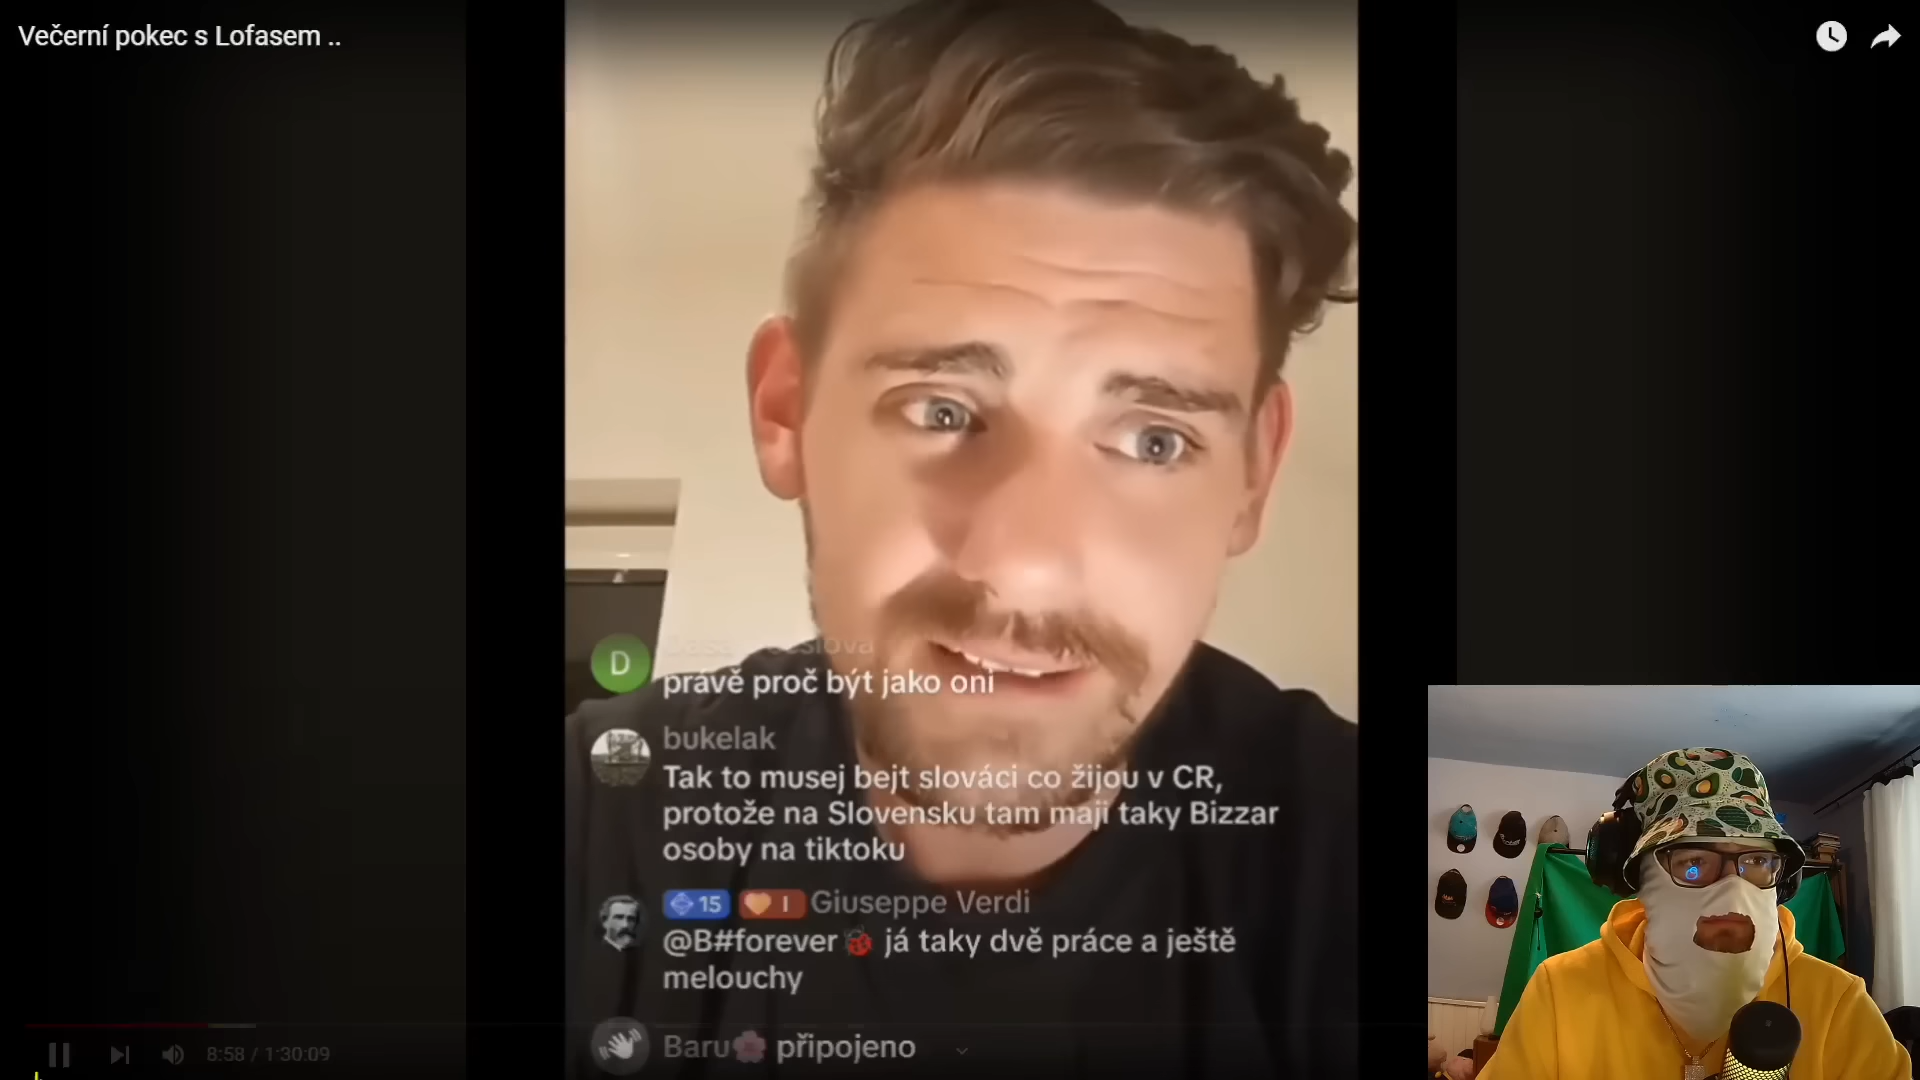 Večerní pokec s Lofasem ..
D
právě proč být jako oni
bukelak
Tak to musej bejt slováci co žijou v CR,
protože na Slovensku tam maji taky Bizzar
osoby na tiktoku
15 I Giuseppe Verdi
@B#forever🐞 já taky dvě práce a ještě
melouchy
Baru🌸 připojeno
8:58 / 1:30:09